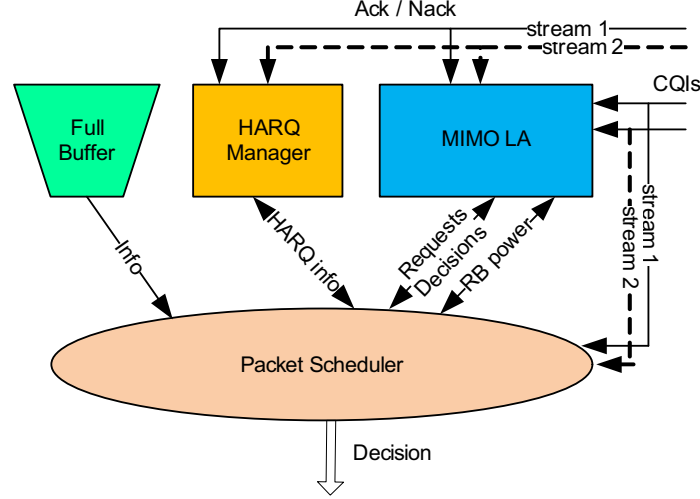 Ack / Nack
stream 1
stream 2
CQIs
Full
Buffer
HARQ
Manager
MIMO LA
stream 1
stream 2
Info
HARQ info
Requests
Decisions
RB power
Packet Scheduler
Decision